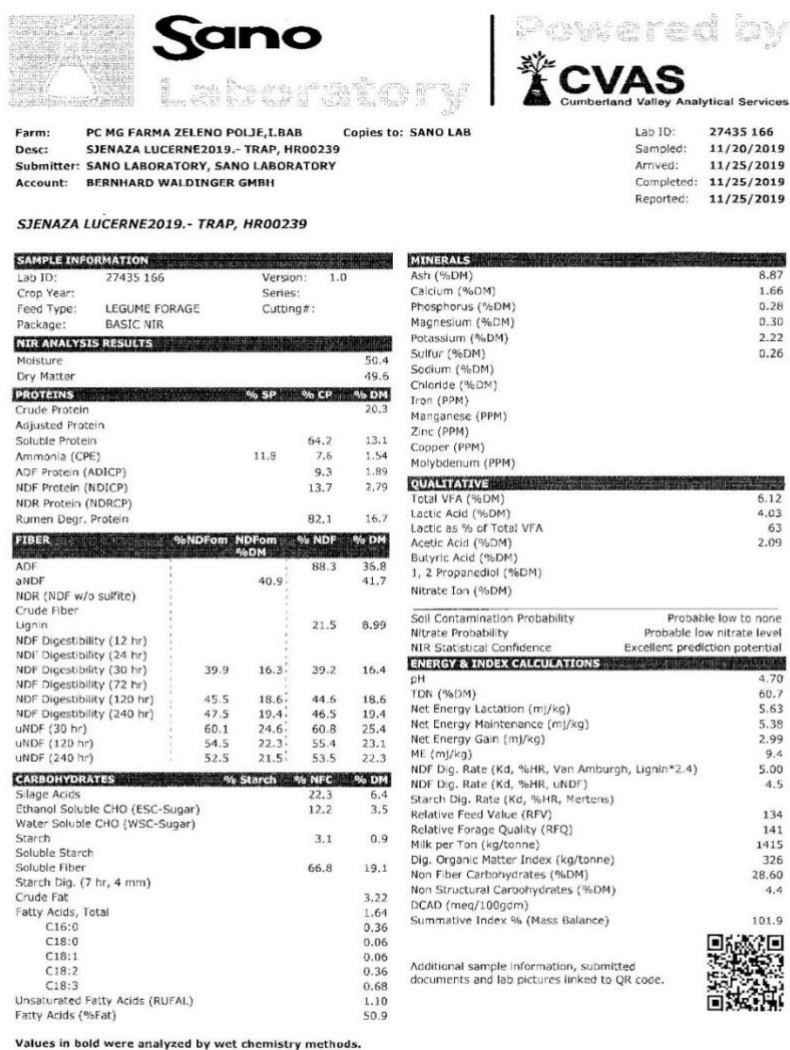 Sano
Laboratory
Powered by
CVAS
Cumberland Valley Analytical Services
Farm: PC MG FARMA ZELENO POLJE,I.BAB Copies to: SANO LAB
Desc: SJENAZA LUCERNE2019.- TRAP, HR00239
Submitter: SANO LABORATORY, SANO LABORATORY
Account: BERNHARD WALDINGER GMBH
Lab ID: 27435 166
Sampled: 11/20/2019
Arrived: 11/25/2019
Completed: 11/25/2019
Reported: 11/25/2019
SJENAZA LUCERNE2019.- TRAP, HR00239
SAMPLE INFORMATION
Lab ID: 27435 166 Version: 1.0
Crop Year: Series:
Feed Type: LEGUME FORAGE Cutting#:
Package: BASIC NIR
NIR ANALYSIS RESULTS
Moisture 50.4
Dry Matter 49.6
PROTEINS % SP % CP % DM
Crude Protein 20.3
Adjusted Protein
Soluble Protein 64.2 13.1
Ammonia (CPE) 11.8 7.6 1.54
ADF Protein (ADICP) 9.3 1.89
NDF Protein (NDICP) 13.7 2.79
NDR Protein (NDRCP)
Rumen Degr. Protein 82.1 16.7
FIBER %NDFom NDFom %DM % NDF % DM
ADF 88.3 36.8
aNDF 40.9 41.7
NDR (NDF w/o sulfite)
Crude Fiber
Lignin 21.5 8.99
NDF Digestibility (12 hr)
NDF Digestibility (24 hr)
NDF Digestibility (30 hr) 39.9 16.3 39.2 16.4
NDF Digestibility (72 hr)
NDF Digestibility (120 hr) 45.5 18.6 44.6 18.6
NDF Digestibility (240 hr) 47.5 19.4 46.5 19.4
uNDF (30 hr) 60.1 24.6 60.8 25.4
uNDF (120 hr) 54.5 22.3 55.4 23.1
uNDF (240 hr) 52.5 21.5 53.5 22.3
CARBOHYDRATES % Starch % NFC % DM
Silage Acids 22.3 6.4
Ethanol Soluble CHO (ESC-Sugar) 12.2 3.5
Water Soluble CHO (WSC-Sugar)
Starch 3.1 0.9
Soluble Starch
Soluble Fiber 66.8 19.1
Starch Dig. (7 hr, 4 mm)
Crude Fat 3.22
Fatty Acids, Total 1.64
C16:0 0.36
C18:0 0.06
C18:1 0.06
C18:2 0.36
C18:3 0.68
Unsaturated Fatty Acids (RUFAL) 1.10
Fatty Acids (%Fat) 50.9
Values in bold were analyzed by wet chemistry methods.
MINERALS
Ash (%DM) 8.87
Calcium (%DM) 1.66
Phosphorus (%DM) 0.28
Magnesium (%DM) 0.30
Potassium (%DM) 2.22
Sulfur (%DM) 0.26
Sodium (%DM)
Chloride (%DM)
Iron (PPM)
Manganese (PPM)
Zinc (PPM)
Copper (PPM)
Molybdenum (PPM)
QUALITATIVE
Total VFA (%DM) 6.12
Lactic Acid (%DM) 4.03
Lactic as % of Total VFA 63
Acetic Acid (%DM) 2.09
Butyric Acid (%DM)
1, 2 Propanediol (%DM)
Nitrate Ion (%DM)
Soil Contamination Probability Probable low to none
Nitrate Probability Probable low nitrate level
NIR Statistical Confidence Excellent prediction potential
ENERGY & INDEX CALCULATIONS
pH 4.70
TDN (%DM) 60.7
Net Energy Lactation (mj/kg) 5.63
Net Energy Maintenance (mj/kg) 5.38
Net Energy Gain (mj/kg) 2.99
ME (mj/kg) 9.4
NDF Dig. Rate (Kd, %HR, Van Amburgh, Lignin*2.4) 5.00
NDF Dig. Rate (Kd, %HR, uNDF) 4.5
Starch Dig. Rate (Kd, %HR, Mertens)
Relative Feed Value (RFV) 134
Relative Forage Quality (RFQ) 141
Milk per Ton (kg/tonne) 1415
Dig. Organic Matter Index (kg/tonne) 326
Non Fiber Carbohydrates (%DM) 28.60
Non Structural Carbohydrates (%DM) 4.4
DCAD (meq/100gdm)
Summative Index % (Mass Balance) 101.9
Additional sample information, submitted
documents and lab pictures linked to QR code.